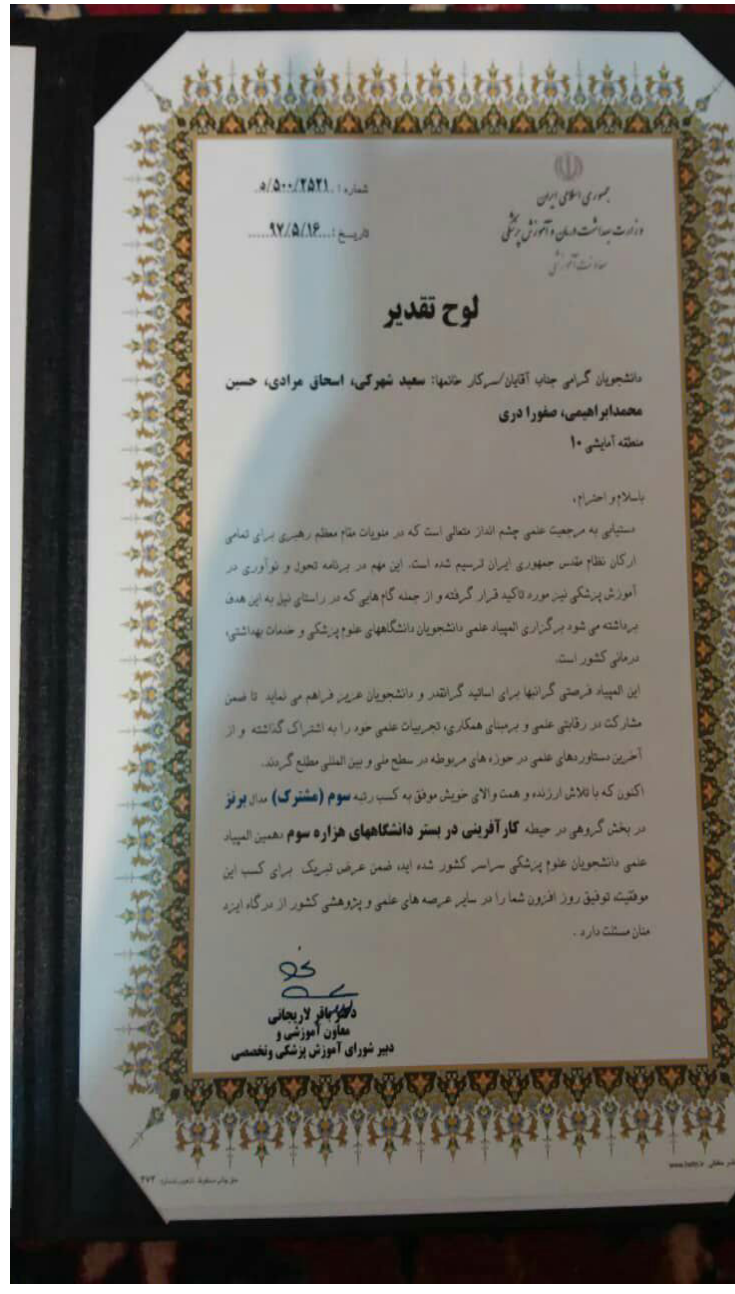 جمهوری اسلامی ایران
وزارت بهداشت درمان و آموزش پزشکی
معاونت آموزشی
شماره: ۵/۵۰۰/۲۵۲۱
تاریخ: ۹۷/۵/۱۶
لوح تقدیر
دانشجویان گرامی جناب آقایان/سرکار خانمها: سعید شهرکی، اسحاق مرادی، حسین
محمدابراهیمی، صفورا دری
منطقه آمایشی ۱۰
باسلام و احترام،
دستیابی به مرجعیت علمی چشم انداز متعالی است که در منویات مقام معظم رهبری برای تمامی
ارکان نظام مقدس جمهوری ایران ترسیم شده است. این مهم در برنامه تحول و نوآوری در
آموزش پزشکی نیز مورد تاکید قرار گرفته و از جمله گام هایی که در راستای نیل به این هدف
برداشته می شود برگزاری المپیاد علمی دانشجویان دانشگاههای علوم پزشکی و خدمات بهداشتی،
درمانی کشور است.
این المپیاد فرصتی گرانبها برای اساتید گرانقدر و دانشجویان عزیز فراهم می نماید تا ضمن
مشارکت در رقابتی علمی و برمبنای همکاری، تجربیات علمی خود را به اشتراک گذاشته و از
آخرین دستاوردهای علمی در حوزه های مربوطه در سطح ملی و بین المللی مطلع گردند.
اکنون که با تلاش ارزنده و همت والای خویش موفق به کسب رتبه سوم (مشترک) مدال برنز
در بخش گروهی در حیطه کارآفرینی در بستر دانشگاههای هزاره سوم دهمین المپیاد
علمی دانشجویان علوم پزشکی سراسر کشور شده اید، ضمن عرض تبریک برای کسب این
موفقیت، توفیق روز افزون شما را در سایر عرصه های علمی و پژوهشی کشور از درگاه ایزد
منان مسئلت دارد.
دکتر باقر لاریجانی
معاون آموزشی و
دبیر شورای آموزش پزشکی وتخصصی